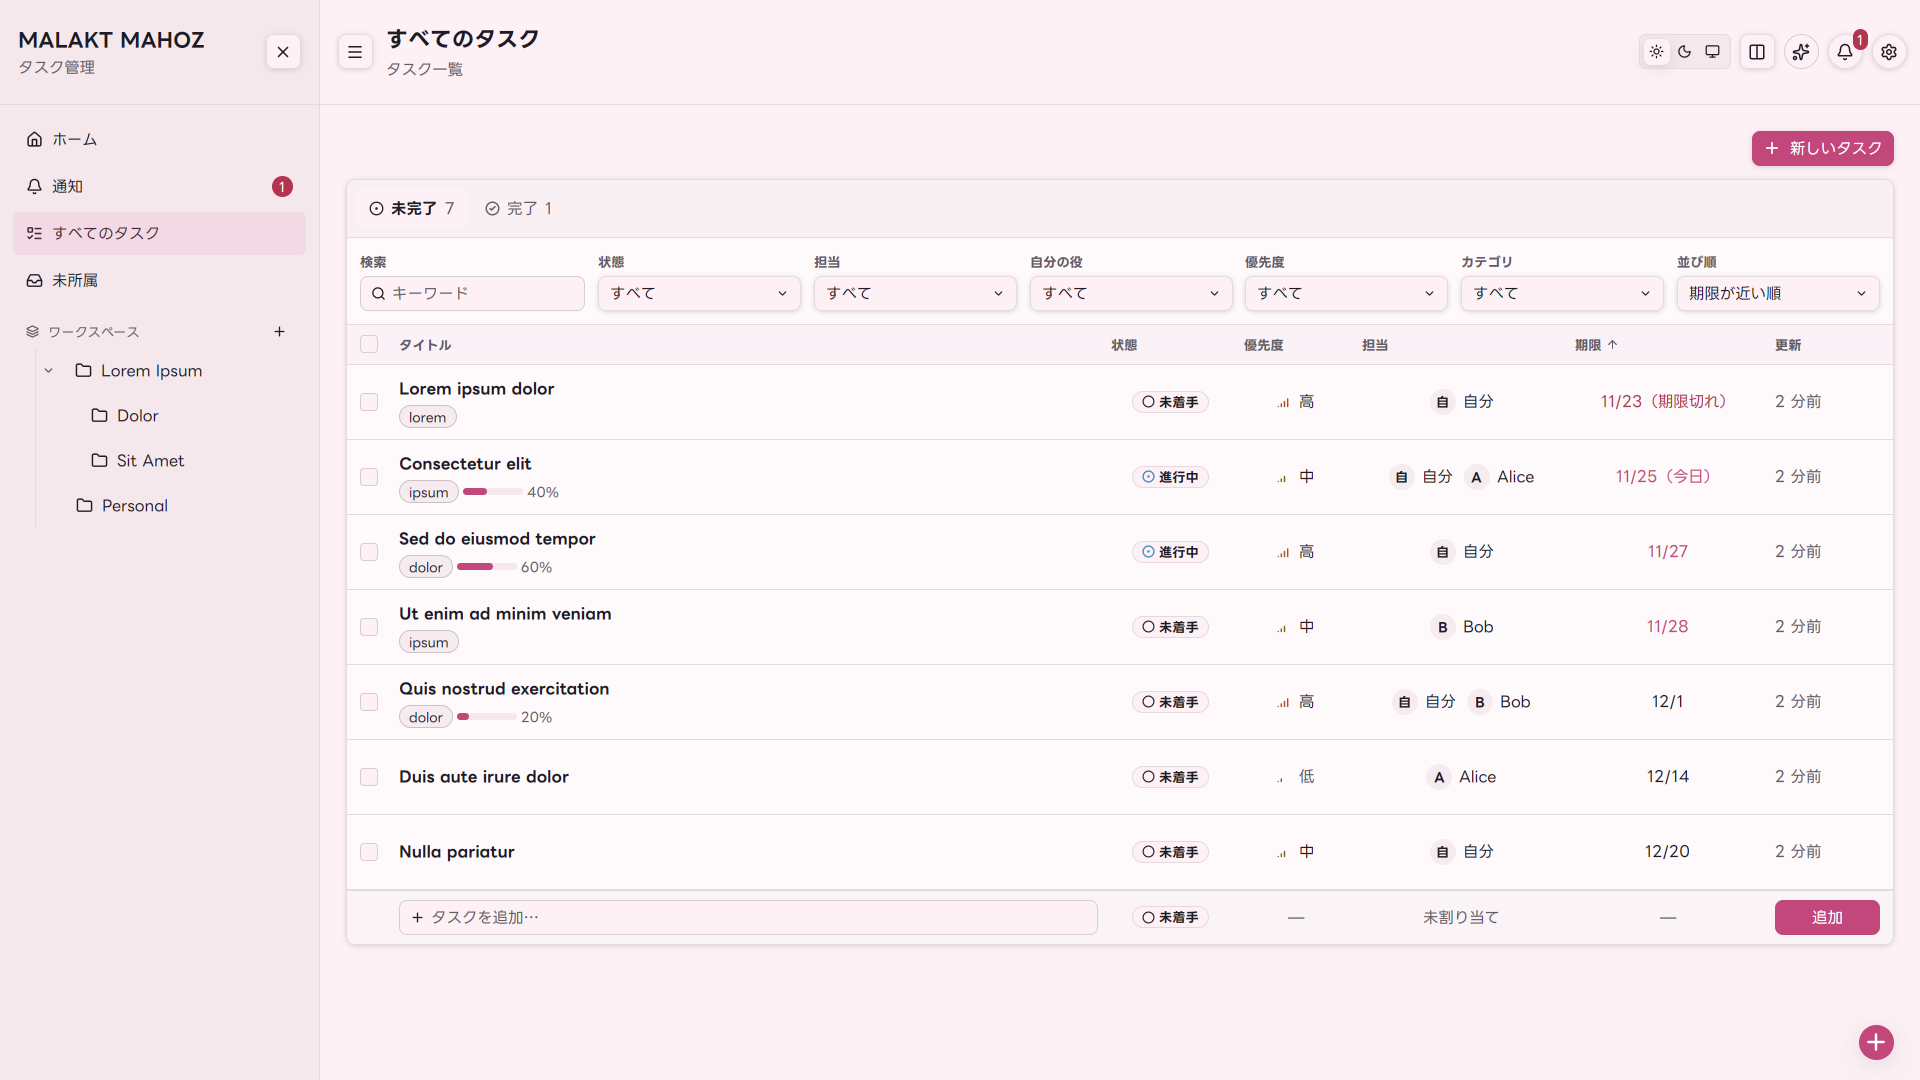 MALAKT MAHOZ
タスク管理
ホーム
通知 1
すべてのタスク
未所属
ワークスペース
Lorem Ipsum
Dolor
Sit Amet
Personal
すべてのタスク
タスク一覧
1
新しいタスク
未完了 7 完了 1
検索 状態 担当 自分の役 優先度 カテゴリ 並び順
キーワード すべて すべて すべて すべて すべて 期限が近い順
タイトル 状態 優先度 担当 期限 更新
Lorem ipsum dolor
lorem
未着手 高 自 自分 11/23（期限切れ） 2 分前
Consectetur elit
ipsum 40%
進行中 中 自 自分 A Alice 11/25（今日） 2 分前
Sed do eiusmod tempor
dolor 60%
進行中 高 自 自分 11/27 2 分前
Ut enim ad minim veniam
ipsum
未着手 中 B Bob 11/28 2 分前
Quis nostrud exercitation
dolor 20%
未着手 高 自 自分 B Bob 12/1 2 分前
Duis aute irure dolor 未着手 低 A Alice 12/14 2 分前
Nulla pariatur 未着手 中 自 自分 12/20 2 分前
タスクを追加… 未着手 — 未割り当て — 追加